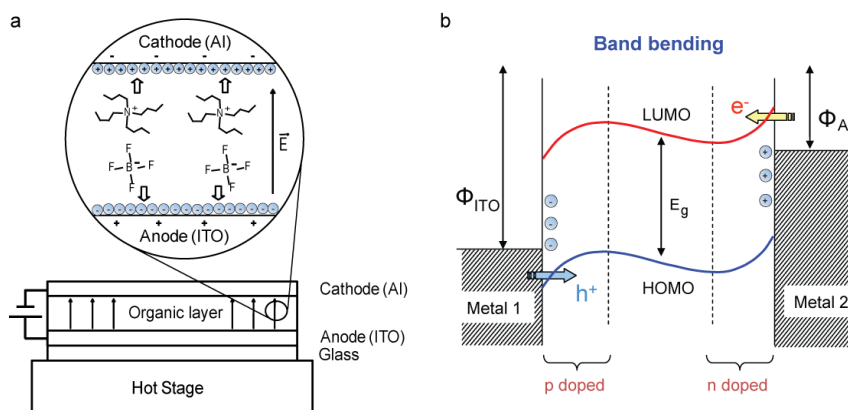 a
Cathode (Al)
- - - -
+ + + + + + + + + + + + + + + +
N+
N+
E
F
F B- F
F
F
F B- F
F
- - - - - - - - - - - - - - - -
+ + + +
Anode (ITO)
Cathode (Al)
Organic layer
Anode (ITO)
Glass
Hot Stage
b
Band bending
LUMO
e-
ΦA
ΦITO
+
+
+
-
-
-
Eg
h+
HOMO
Metal 1
Metal 2
p doped
n doped